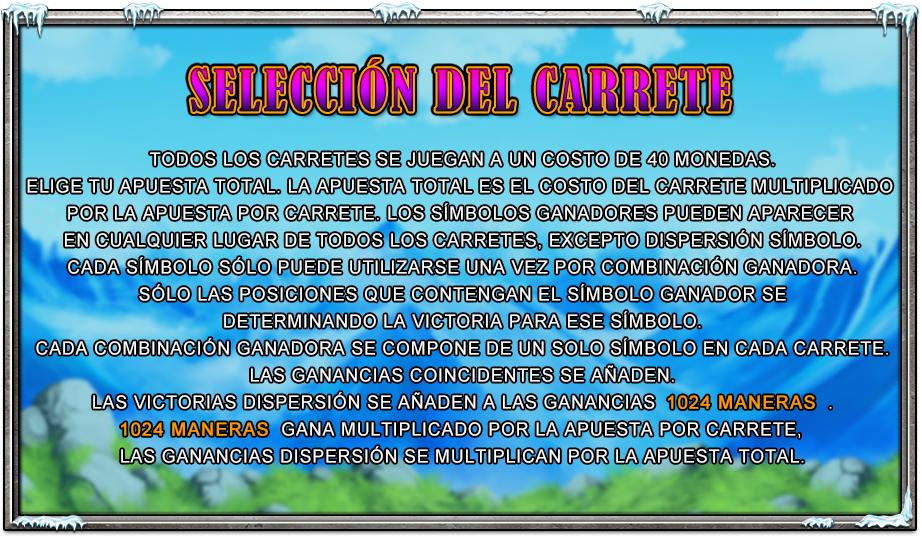 SELECCIÓN DEL CARRETE
TODOS LOS CARRETES SE JUEGAN A UN COSTO DE 40 MONEDAS.
ELIGE TU APUESTA TOTAL. LA APUESTA TOTAL ES EL COSTO DEL CARRETE MULTIPLICADO
POR LA APUESTA POR CARRETE. LOS SÍMBOLOS GANADORES PUEDEN APARECER
EN CUALQUIER LUGAR DE TODOS LOS CARRETES, EXCEPTO DISPERSIÓN SÍMBOLO.
CADA SÍMBOLO SÓLO PUEDE UTILIZARSE UNA VEZ POR COMBINACIÓN GANADORA.
SÓLO LAS POSICIONES QUE CONTENGAN EL SÍMBOLO GANADOR SE
DETERMINANDO LA VICTORIA PARA ESE SÍMBOLO.
CADA COMBINACIÓN GANADORA SE COMPONE DE UN SOLO SÍMBOLO EN CADA CARRETE.
LAS GANANCIAS COINCIDENTES SE AÑADEN.
LAS VICTORIAS DISPERSIÓN SE AÑADEN A LAS GANANCIAS 1024 MANERAS .
1024 MANERAS GANA MULTIPLICADO POR LA APUESTA POR CARRETE,
LAS GANANCIAS DISPERSIÓN SE MULTIPLICAN POR LA APUESTA TOTAL.